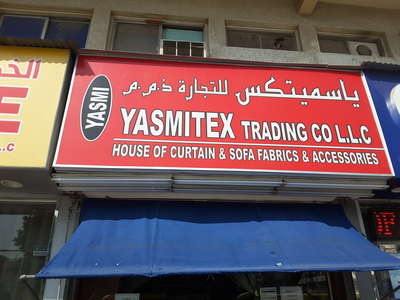 ياسميتكس للتجارة ذ.م.م
YASMI
YASMITEX TRADING CO L.L.C
HOUSE OF CURTAIN & SOFA FABRICS & ACCESSORIES